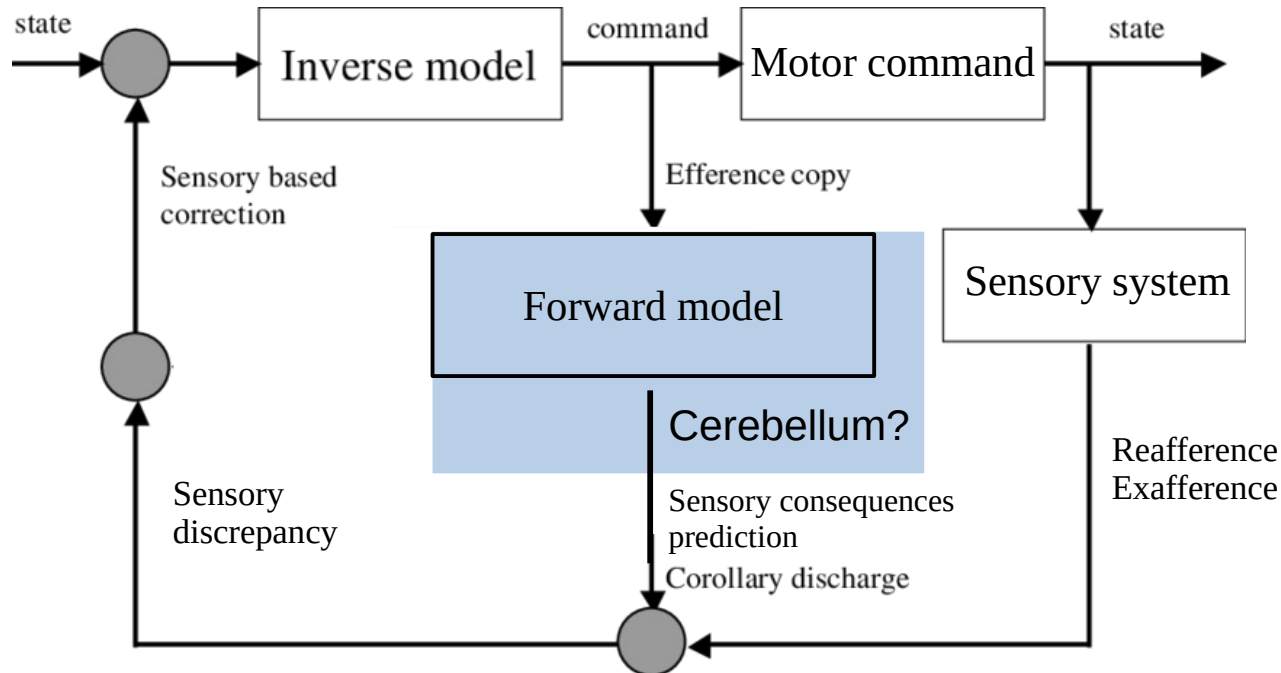 state
Inverse model
command
Motor command
state
Sensory based
correction
Efference copy
Forward model
Sensory system
Cerebellum?
Reafference
Exafference
Sensory
discrepancy
Sensory consequences
prediction
Corollary discharge